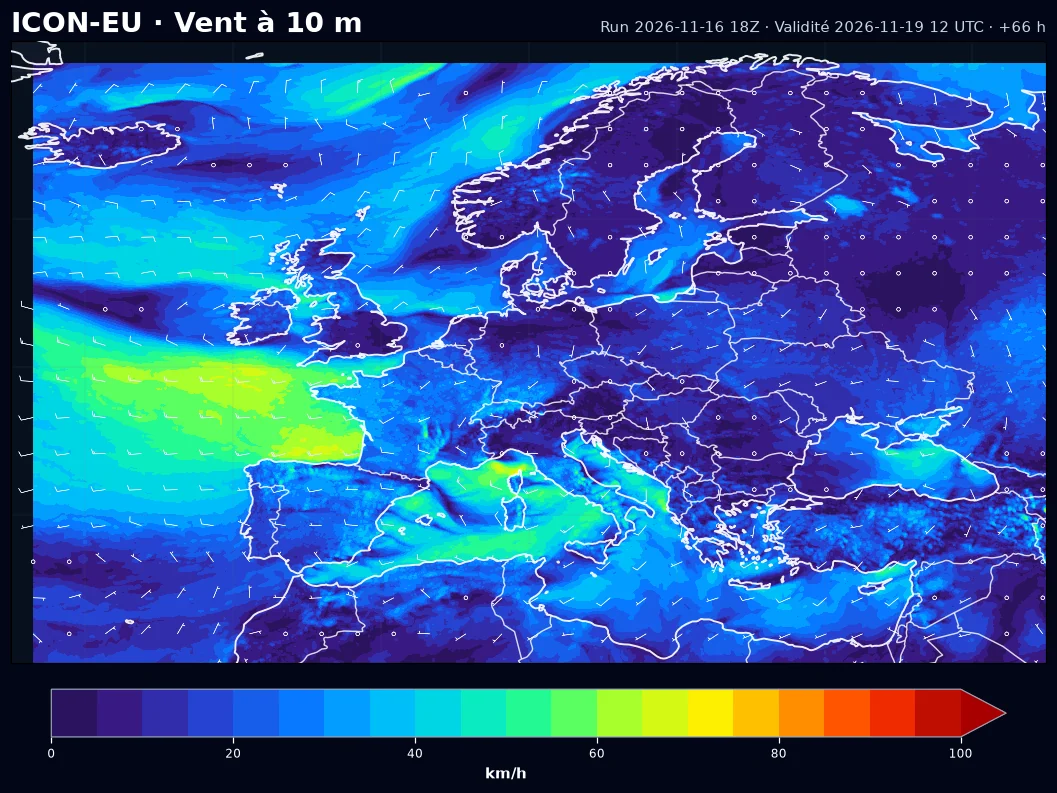 ICON-EU · Vent à 10 m
Run 2026-11-16 18Z · Validité 2026-11-19 12 UTC · +66 h
0 20 40 60 80 100
km/h